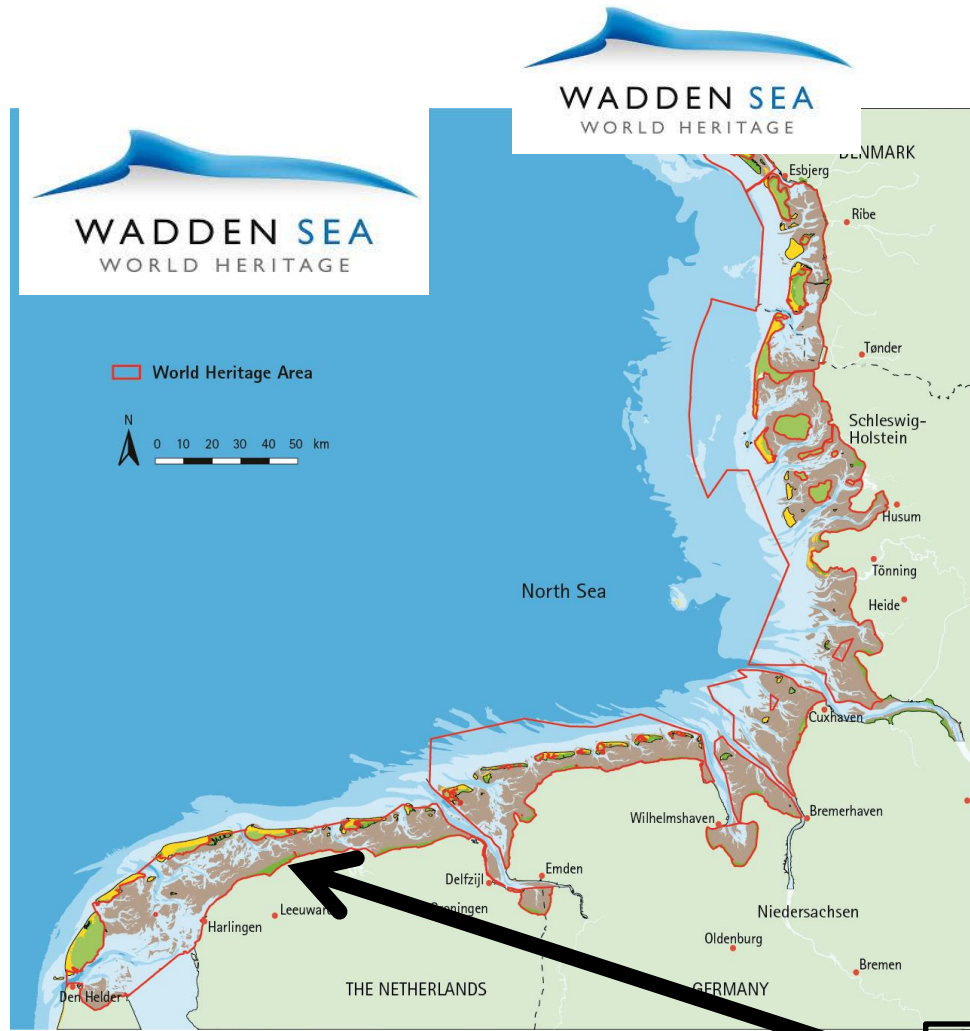 WADDEN SEA
WORLD HERITAGE
WADDEN SEA
WORLD HERITAGE
DENMARK
Esbjerg
Ribe
World Heritage Area
Tønder
N
0 10 20 30 40 50 km
Schleswig-
Holstein
Husum
North Sea
Tönning
Heide
Cuxhaven
Wilhelmshaven
Bremerhaven
Emden
Delfzijl
Harlingen
Niedersachsen
Oldenburg
Bremen
Den Helder
THE NETHERLANDS
GERMANY